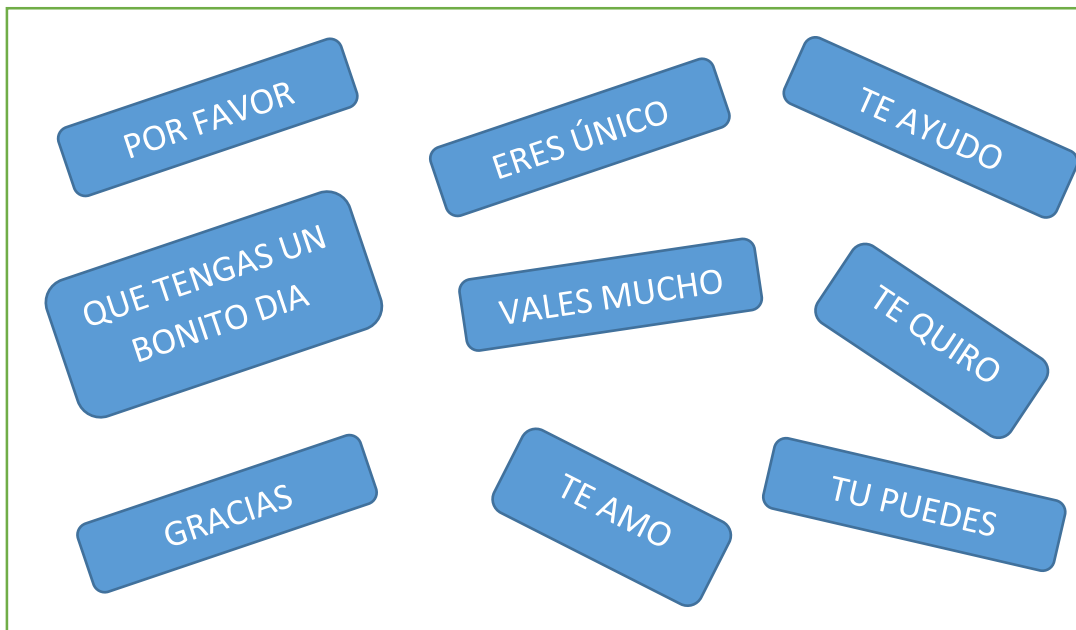 POR FAVOR
ERES ÚNICO
TE AYUDO
QUE TENGAS UN
BONITO DIA
VALES MUCHO
TE QUIRO
GRACIAS
TE AMO
TU PUEDES